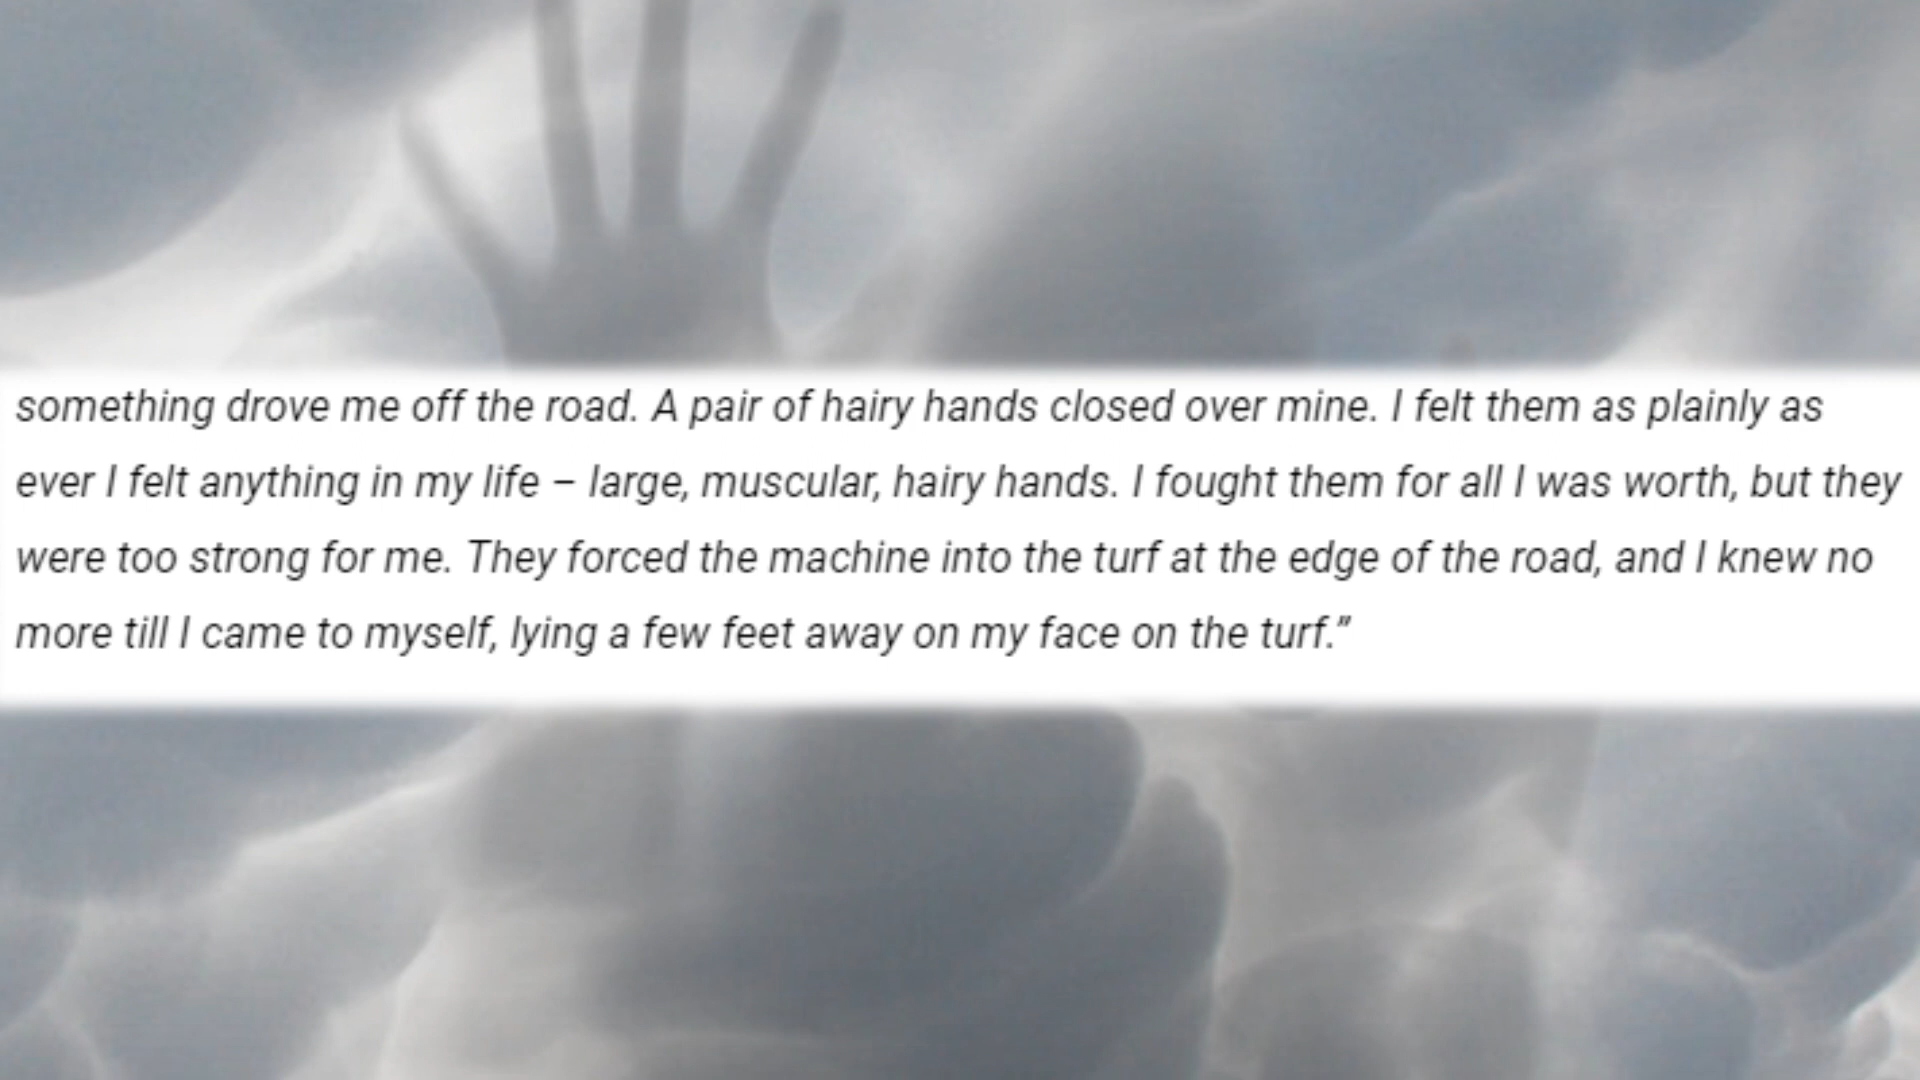 something drove me off the road. A pair of hairy hands closed over mine. I felt them as plainly as
ever I felt anything in my life – large, muscular, hairy hands. I fought them for all I was worth, but they
were too strong for me. They forced the machine into the turf at the edge of the road, and I knew no
more till I came to myself, lying a few feet away on my face on the turf.”